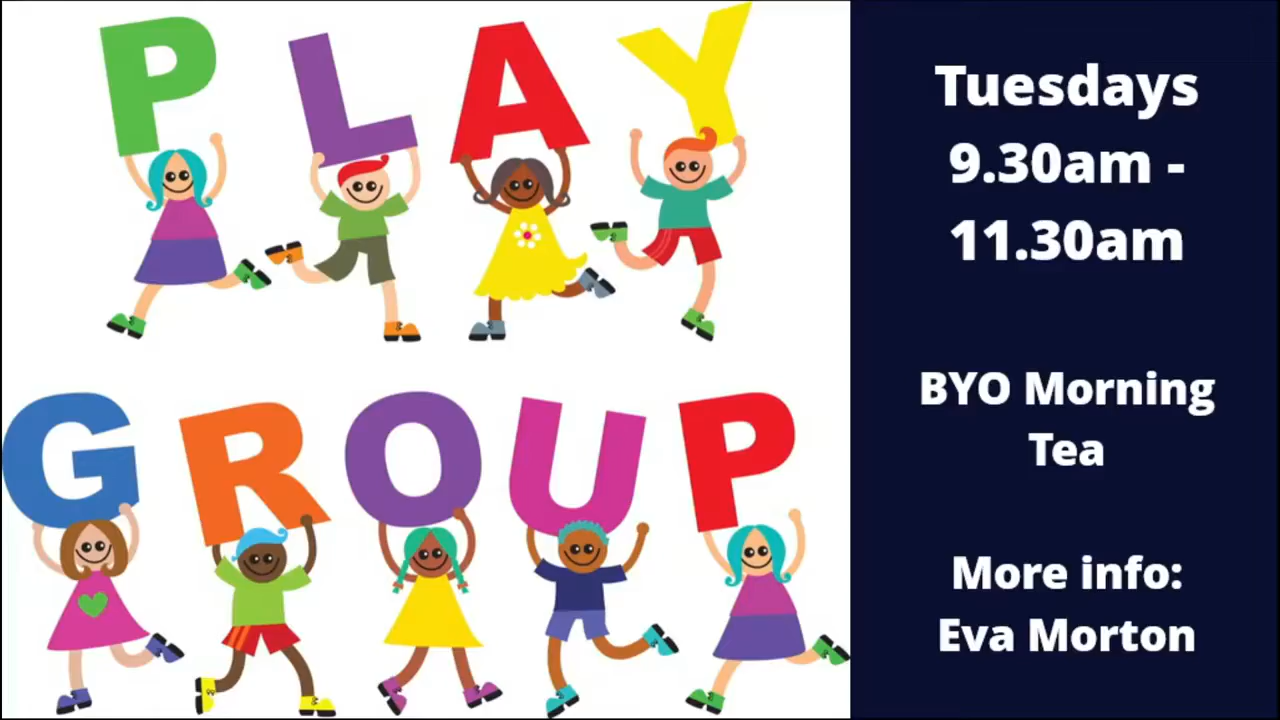 PLAY
GROUP
Tuesdays
9.30am -
11.30am
BYO Morning
Tea
More info:
Eva Morton